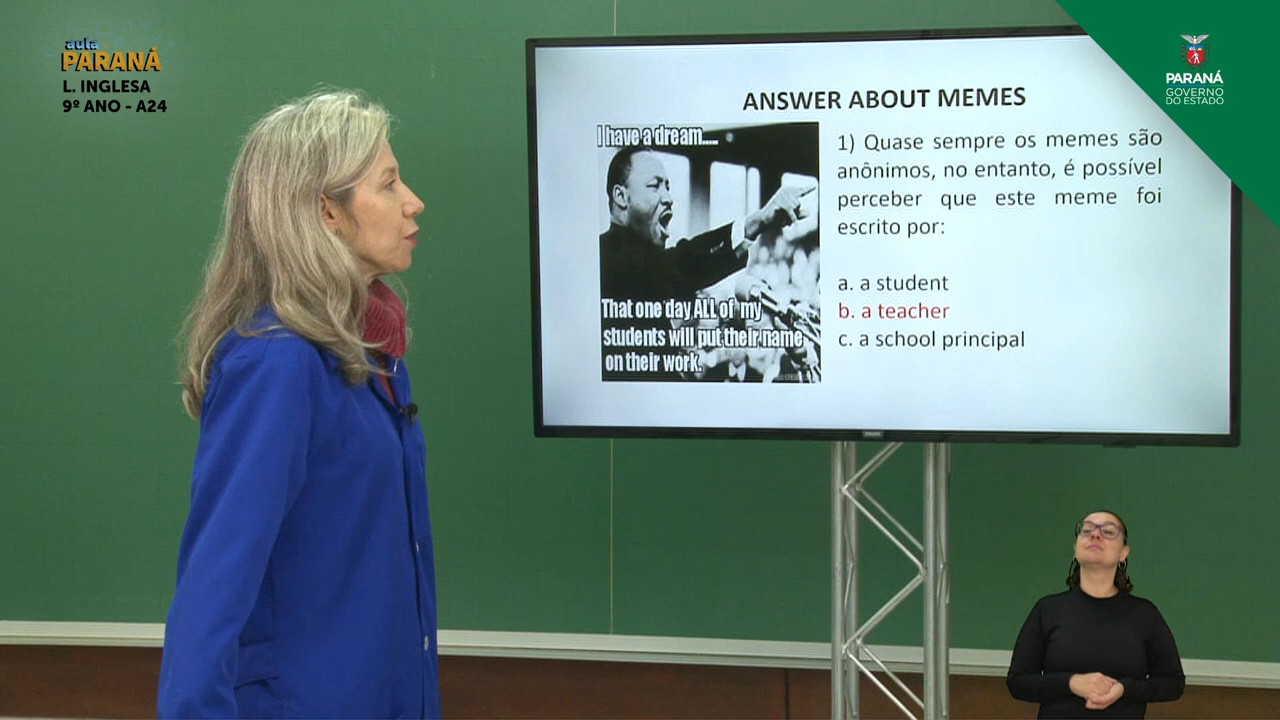 aula
PARANÁ
L. INGLESA
9º ANO - A24
PARANÁ
GOVERNO
DO ESTADO
ANSWER ABOUT MEMES
I have a dream.....
That one day ALL of my
students will put their name
on their work.
1) Quase sempre os memes são
anônimos, no entanto, é possível
perceber que este meme foi
escrito por:
a. a student
b. a teacher
c. a school principal